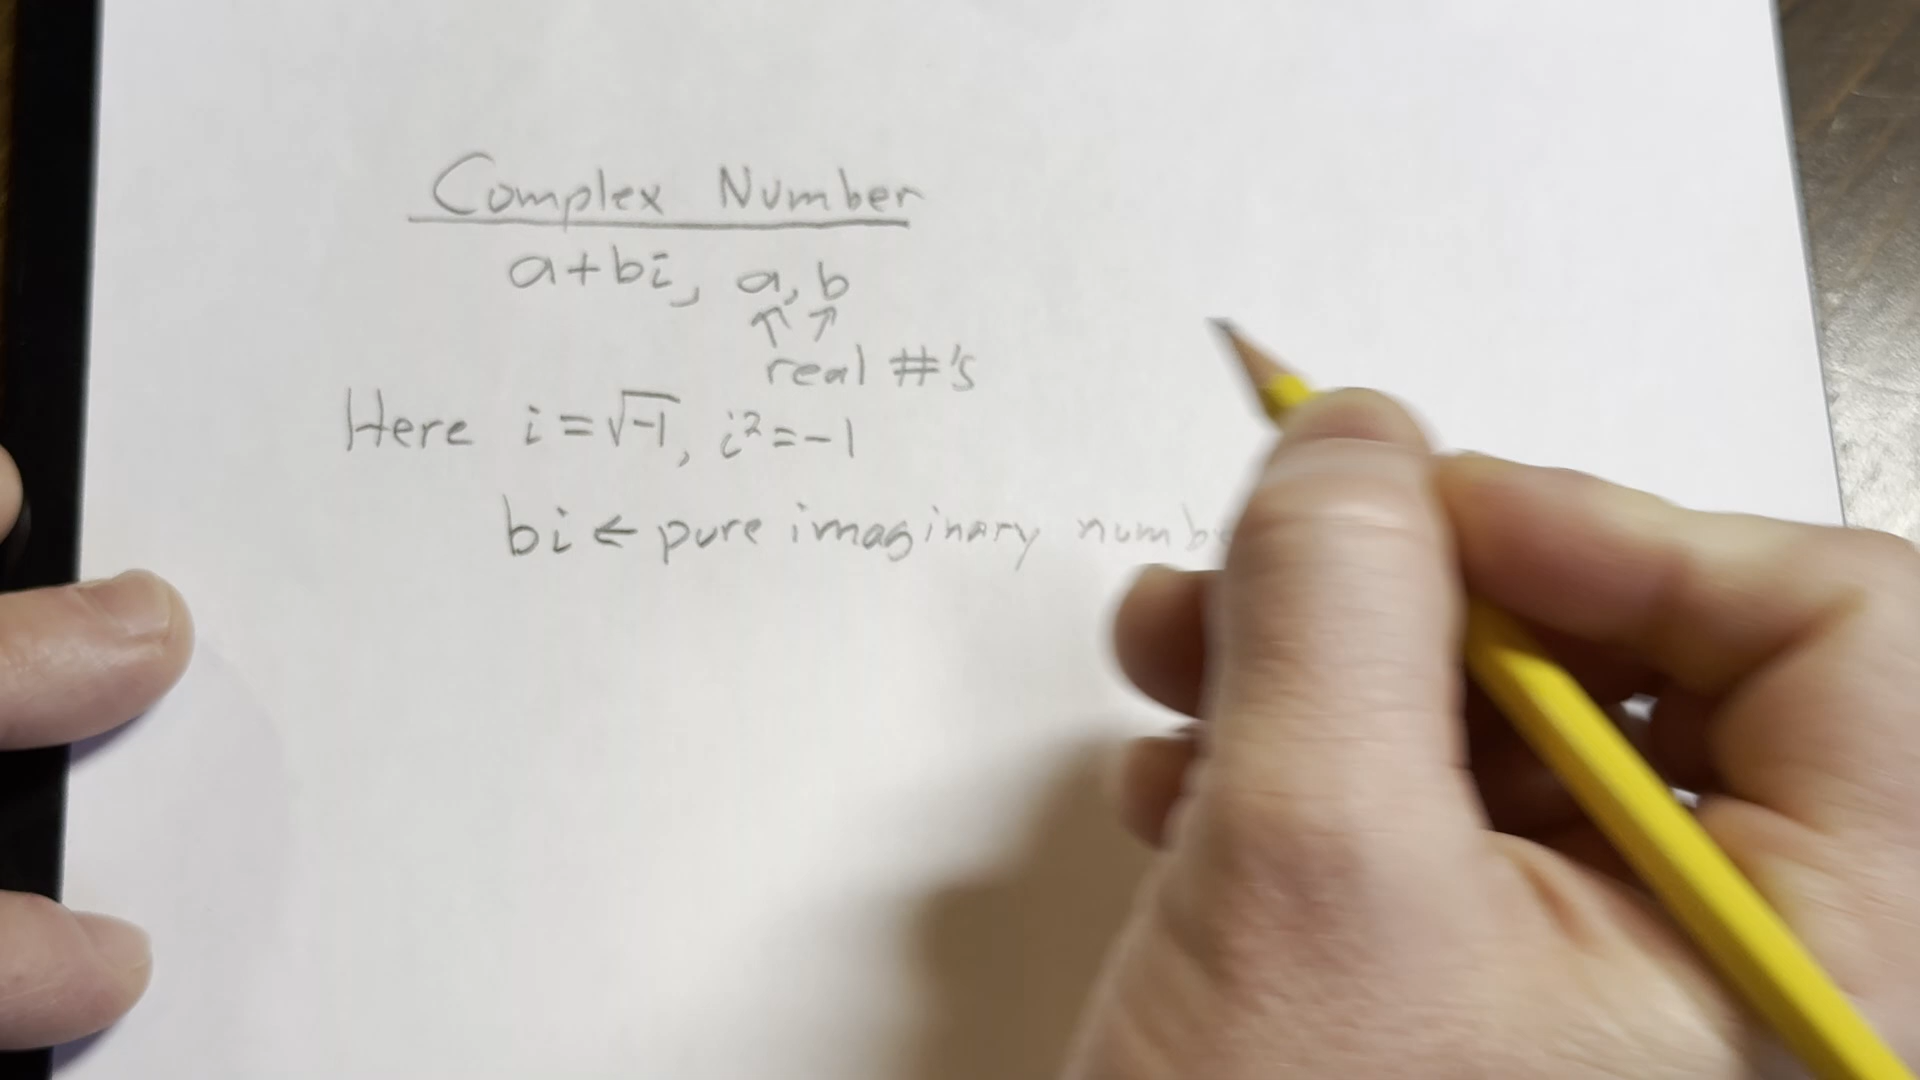 Complex Number
a+bi, a, b
↑ ↗
real #'s
Here i=√-1, i²=-1
bi ← pure imaginary